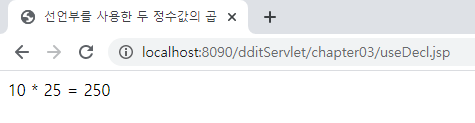 선언부를 사용한 두 정수값의 곱
localhost:8090/dditServlet/chapter03/useDecl.jsp
10 * 25 = 250